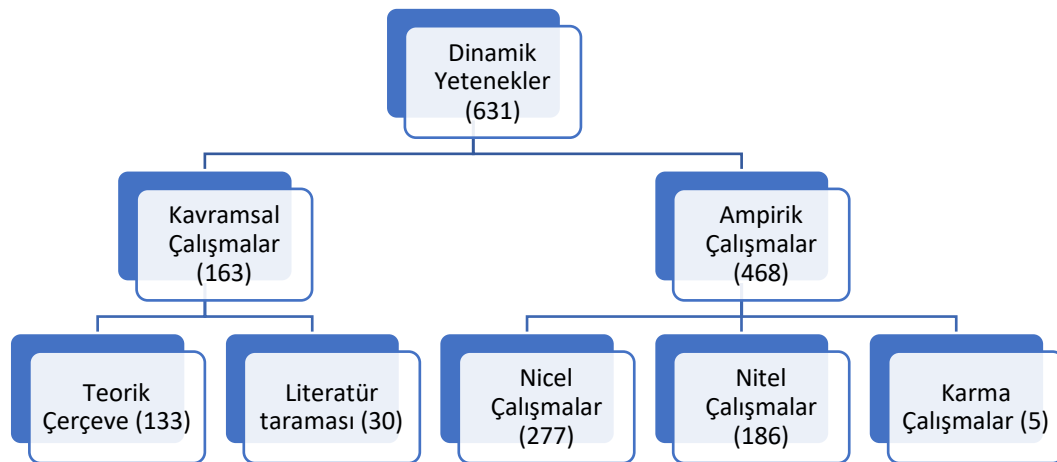 Dinamik
Yetenekler
(631)
Kavramsal
Çalışmalar
(163)
Ampirik
Çalışmalar
(468)
Teorik
Çerçeve (133)
Literatür
taraması (30)
Nicel
Çalışmalar
(277)
Nitel
Çalışmalar
(186)
Karma
Çalışmalar (5)